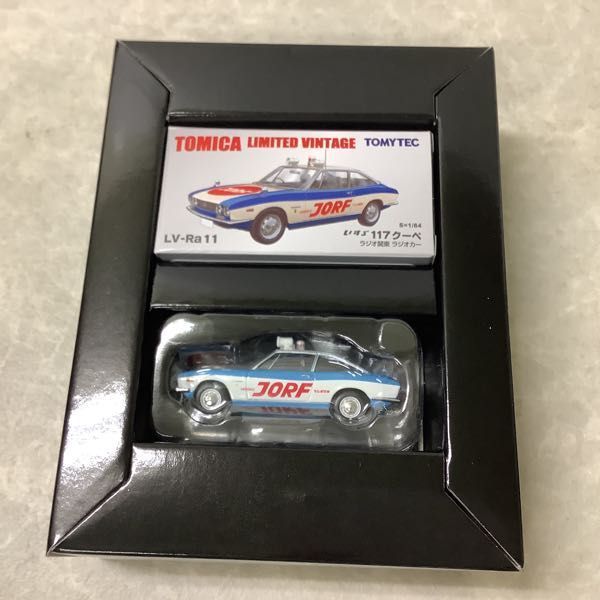 TOMICA LIMITED VINTAGE TOMYTEC
JORF
S=1/64
LV-Ra11
いすゞ 117クーペ
ラジオ関東 ラジオカー
JORF